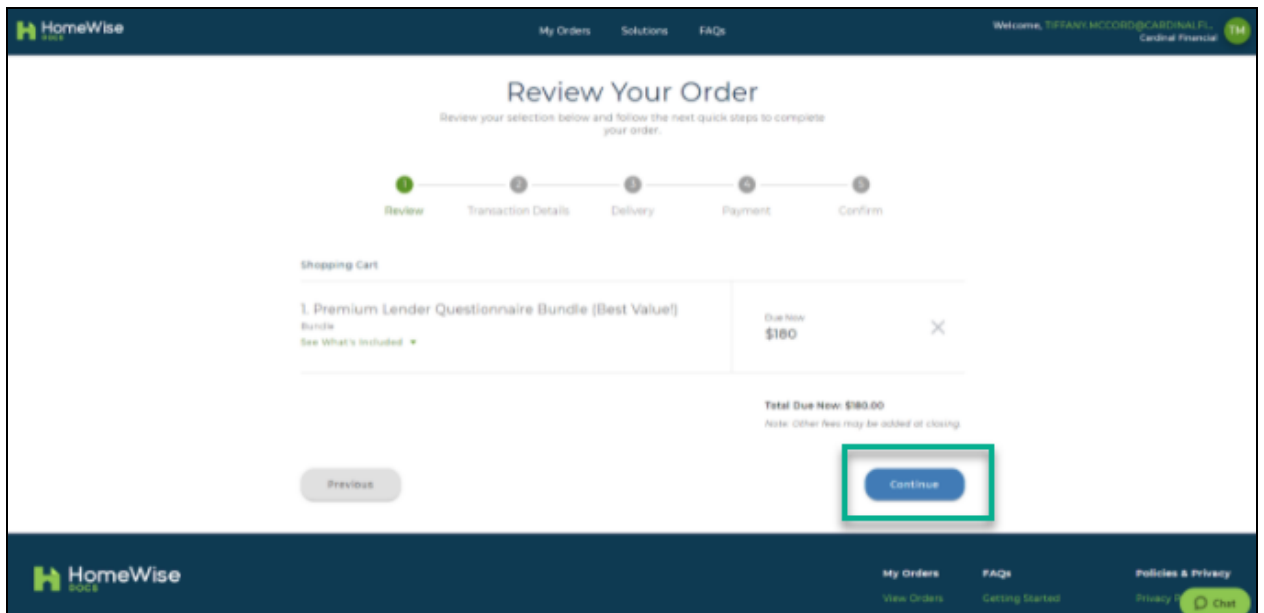 HomeWise
DOCS
My Orders Solutions FAQs
Welcome, TIFFANY.MCCORD@CARDINALFI...
Cardinal Financial
TM
Review Your Order
Review your selection below and follow the next quick steps to complete
your order.
1 2 3 4 5
Review Transaction Details Delivery Payment Confirm
Shopping Cart
1. Premium Lender Questionnaire Bundle (Best Value!)
Bundle
See What's Included
Due Now
$180
Total Due Now: $180.00
Note: Other fees may be added at closing.
Previous Continue
HomeWise
DOCS
My Orders FAQs Policies & Privacy
View Orders Getting Started Privacy
Chat